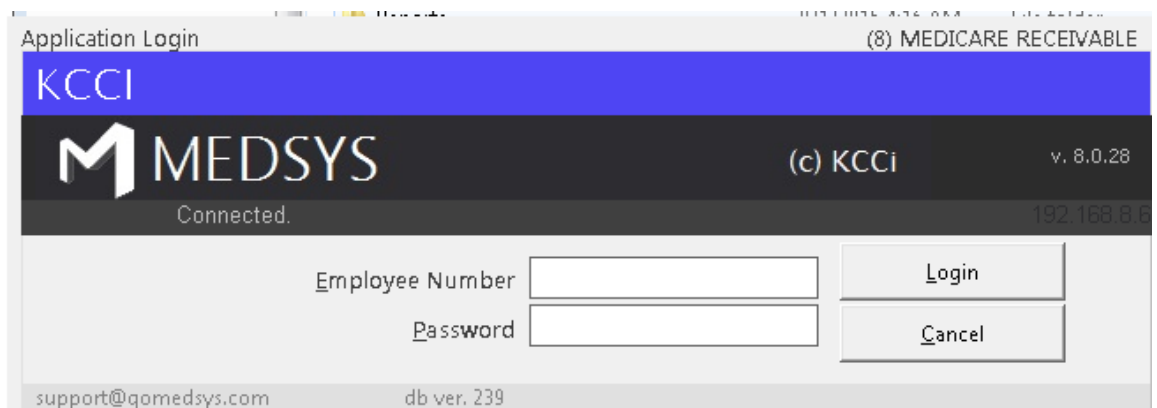 Application Login (8) MEDICARE RECEIVABLE
KCCI
MEDSYS (c) KCCi v. 8.0.28
Connected. 192.168.8.6
Employee Number Login
Password Cancel
support@gomedsys.com db ver. 239